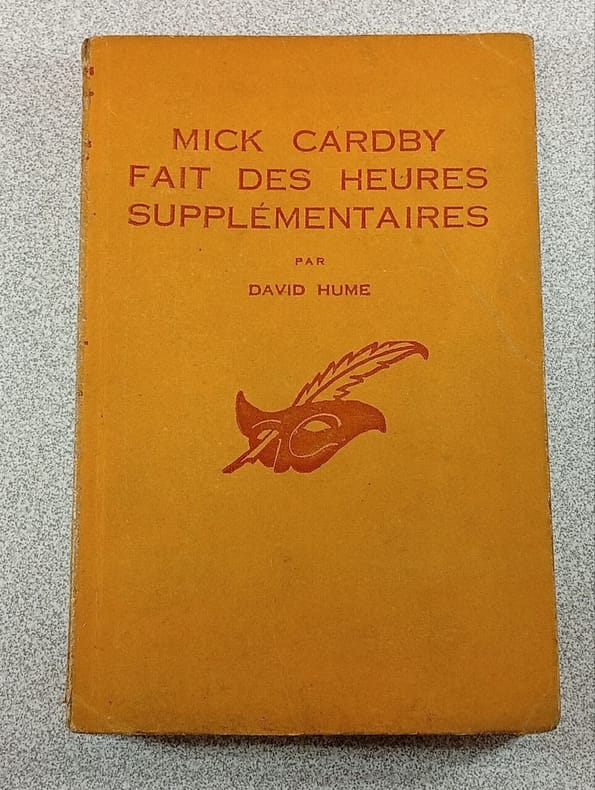 MICK CARDBY
FAIT DES HEURES
SUPPLÉMENTAIRES
PAR
DAVID HUME